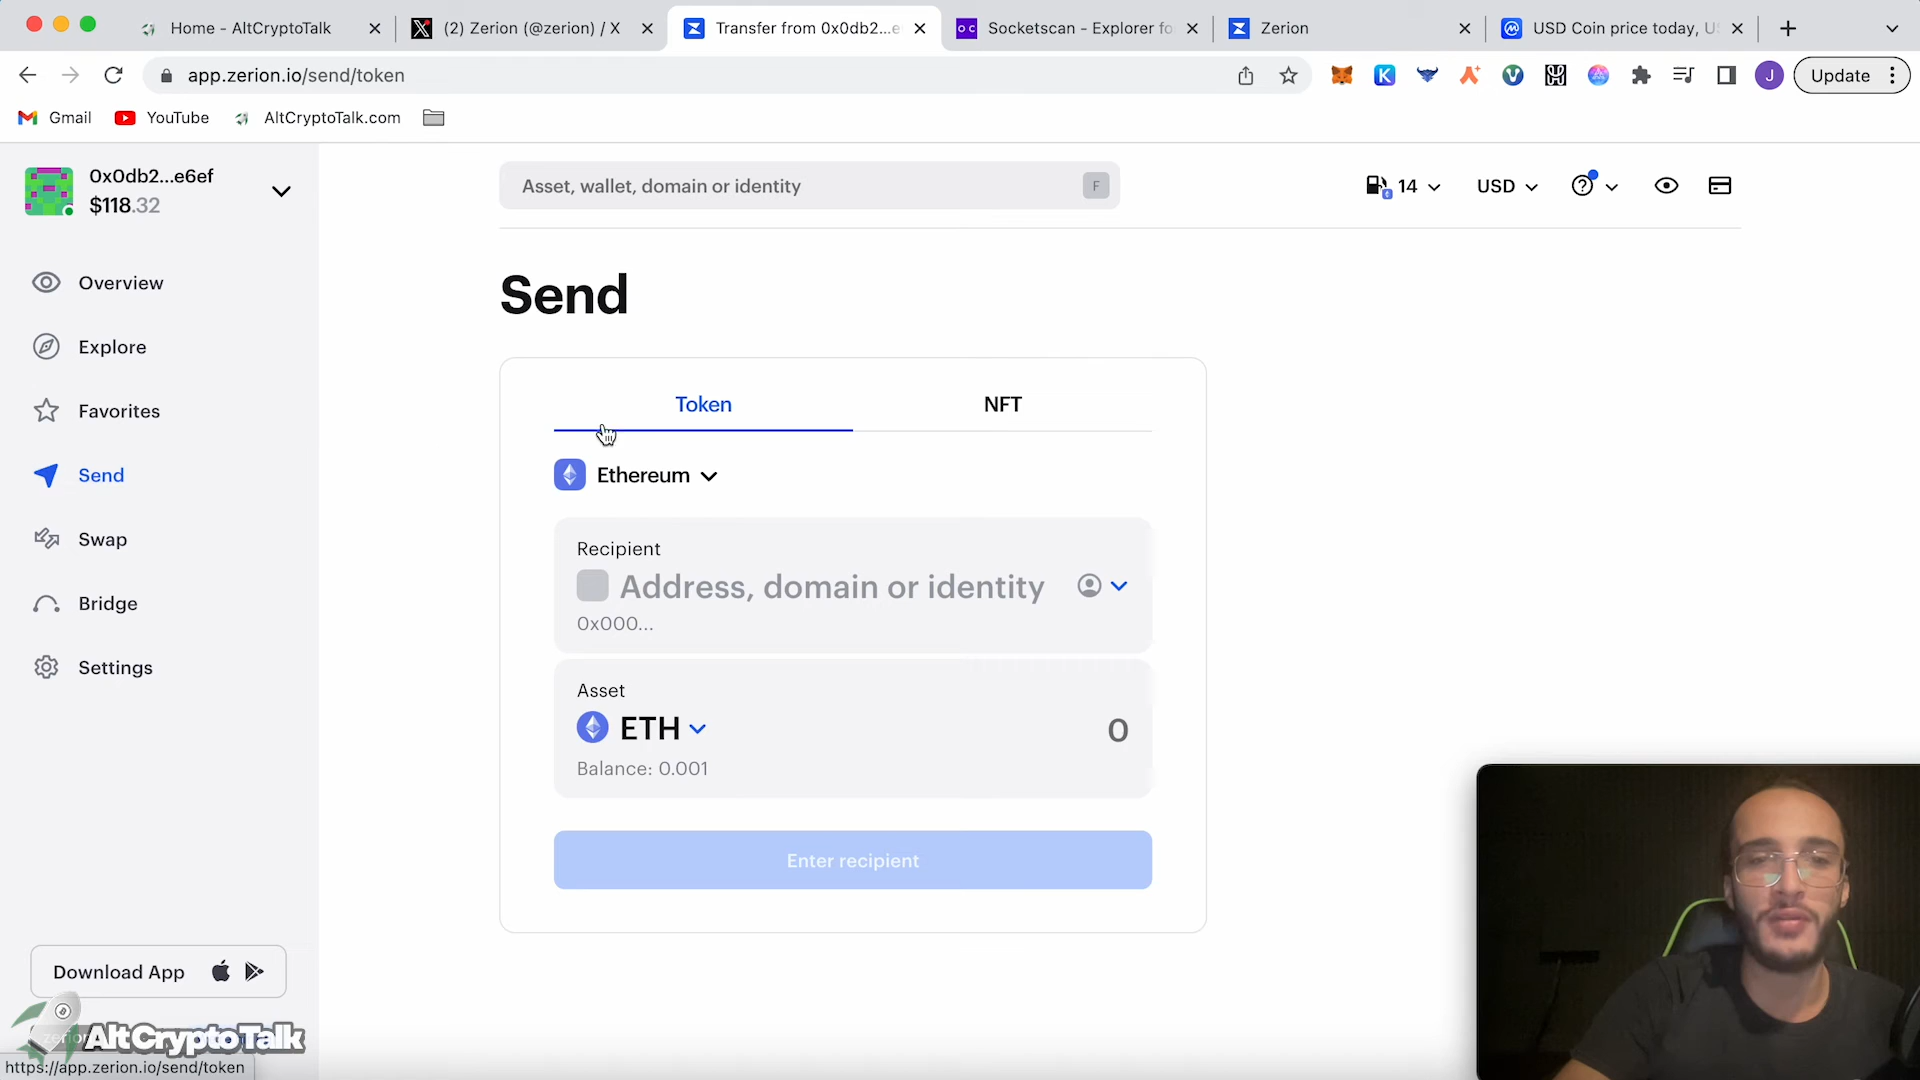 Home - AltCryptoTalk
(2) Zerion (@zerion) / X
Transfer from 0x0db2...e
Socketscan - Explorer fo
Zerion
USD Coin price today, US
app.zerion.io/send/token
Update
Gmail
YouTube
AltCryptoTalk.com
0x0db2...e6ef
$118.32
Asset, wallet, domain or identity
F
14
USD
Overview
Explore
Favorites
Send
Swap
Bridge
Settings
Send
Token
NFT
Ethereum
Recipient
Address, domain or identity
0x000...
Asset
ETH
0
Balance: 0.001
Enter recipient
Download App
zerion
AltCryptoTalk
https://app.zerion.io/send/token